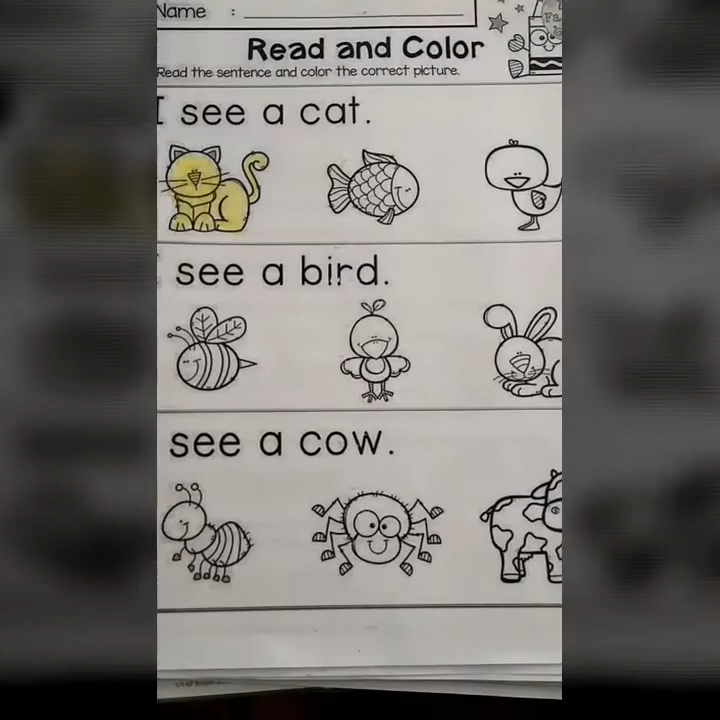 Name :
Read and Color
Read the sentence and color the correct picture.
I see a cat.
see a bird.
see a cow.